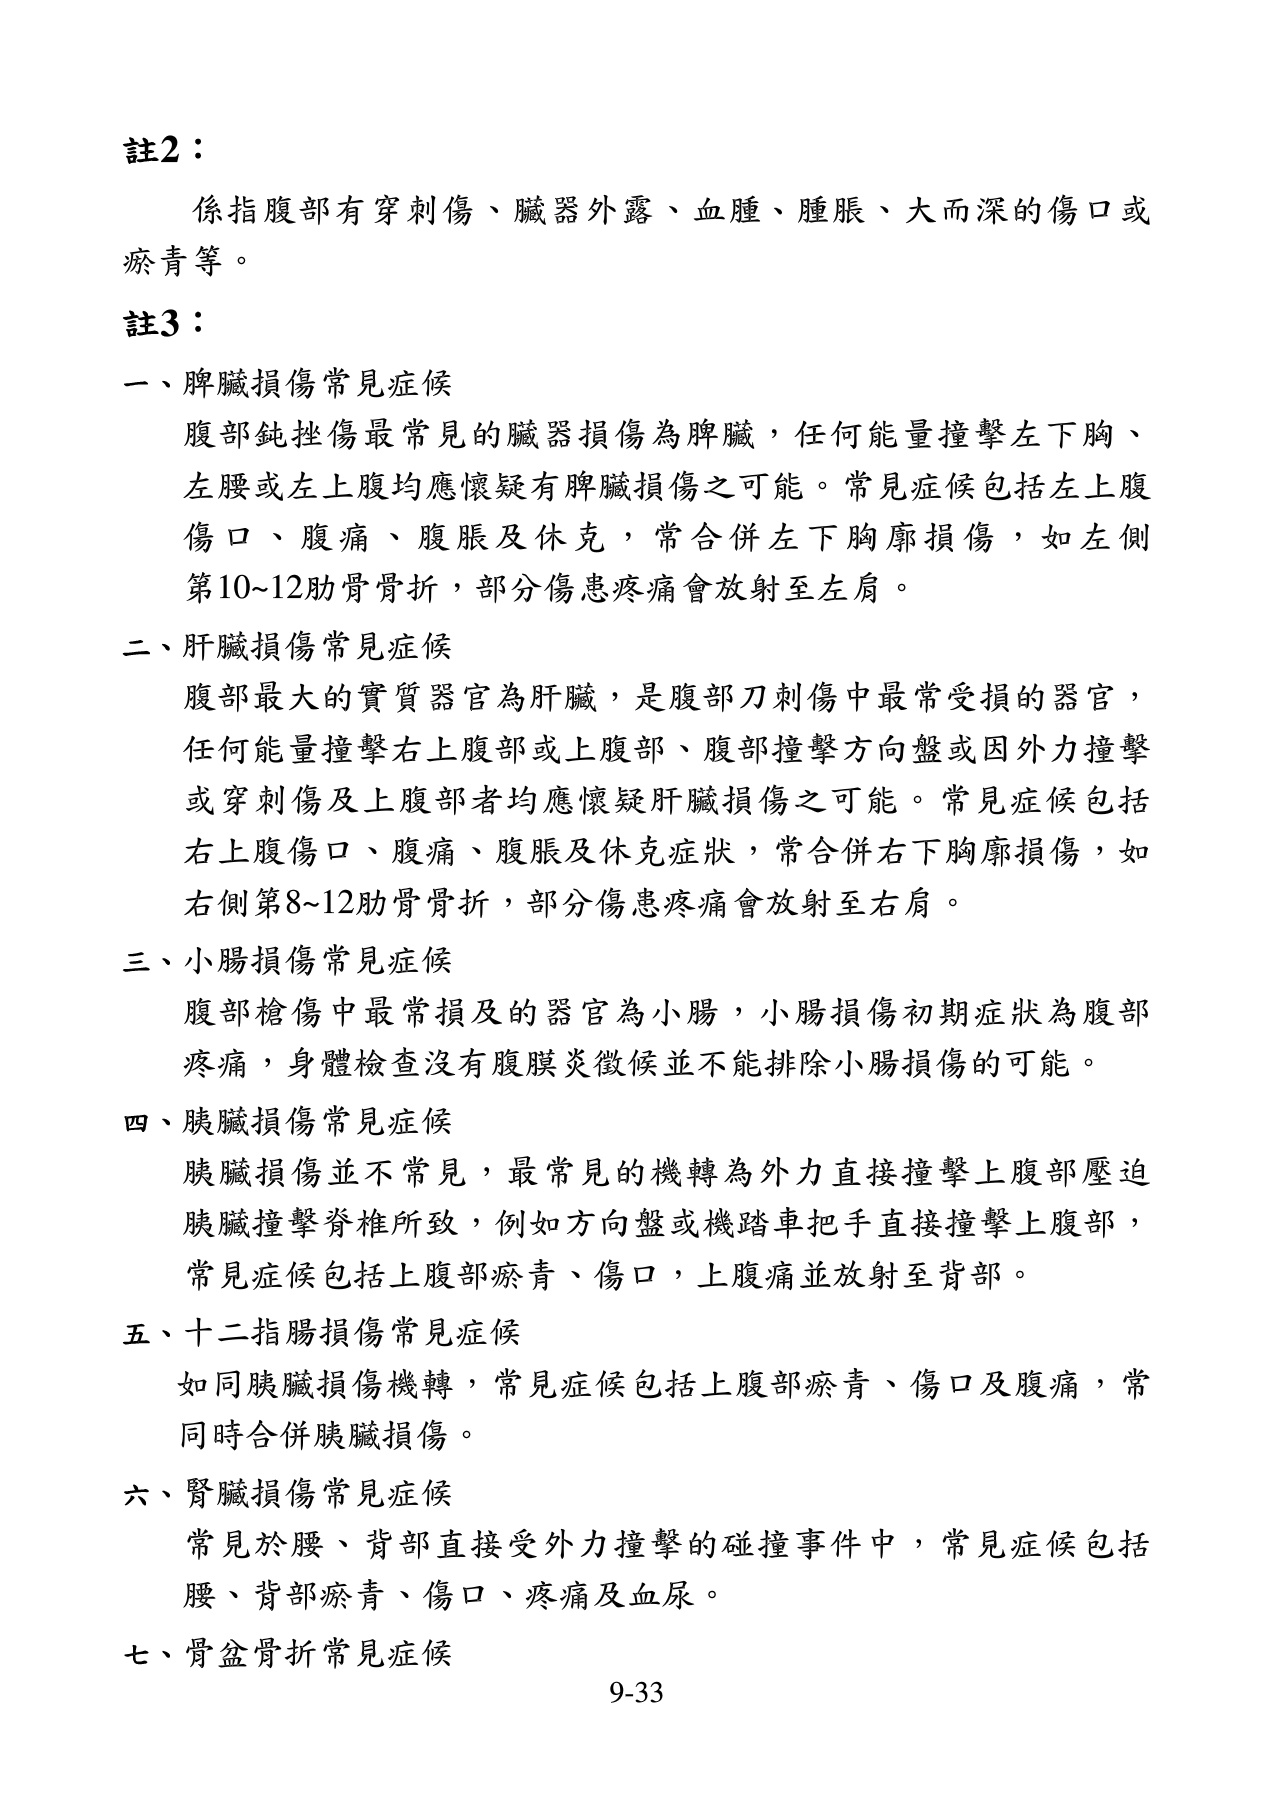 註2：
係指腹部有穿刺傷、臟器外露、血腫、腫脹、大而深的傷口或
瘀青等。
註3：
一、脾臟損傷常見症候
腹部鈍挫傷最常見的臟器損傷為脾臟，任何能量撞擊左下胸、
左腰或左上腹均應懷疑有脾臟損傷之可能。常見症候包括左上腹
傷口、腹痛、腹脹及休克，常合併左下胸廓損傷，如左側
第10~12肋骨骨折，部分傷患疼痛會放射至左肩。
二、肝臟損傷常見症候
腹部最大的實質器官為肝臟，是腹部刀刺傷中最常受損的器官，
任何能量撞擊右上腹部或上腹部、腹部撞擊方向盤或因外力撞擊
或穿刺傷及上腹部者均應懷疑肝臟損傷之可能。常見症候包括
右上腹傷口、腹痛、腹脹及休克症狀，常合併右下胸廓損傷，如
右側第8~12肋骨骨折，部分傷患疼痛會放射至右肩。
三、小腸損傷常見症候
腹部槍傷中最常損及的器官為小腸，小腸損傷初期症狀為腹部
疼痛，身體檢查沒有腹膜炎徵候並不能排除小腸損傷的可能。
四、胰臟損傷常見症候
胰臟損傷並不常見，最常見的機轉為外力直接撞擊上腹部壓迫
胰臟撞擊脊椎所致，例如方向盤或機踏車把手直接撞擊上腹部，
常見症候包括上腹部瘀青、傷口，上腹痛並放射至背部。
五、十二指腸損傷常見症候
如同胰臟損傷機轉，常見症候包括上腹部瘀青、傷口及腹痛，常
同時合併胰臟損傷。
六、腎臟損傷常見症候
常見於腰、背部直接受外力撞擊的碰撞事件中，常見症候包括
腰、背部瘀青、傷口、疼痛及血尿。
七、骨盆骨折常見症候
9-33